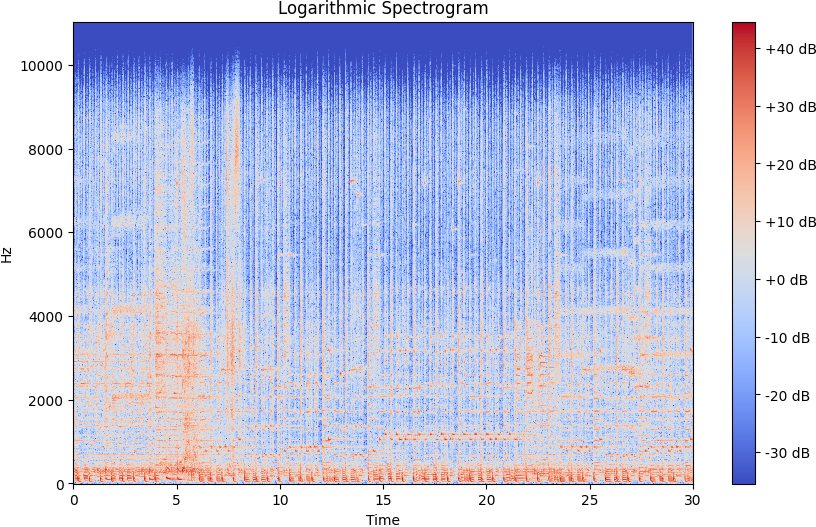 Logarithmic Spectrogram
Hz
10000
8000
6000
4000
2000
0
0 5 10 15 20 25 30
Time
+40 dB
+30 dB
+20 dB
+10 dB
+0 dB
-10 dB
-20 dB
-30 dB